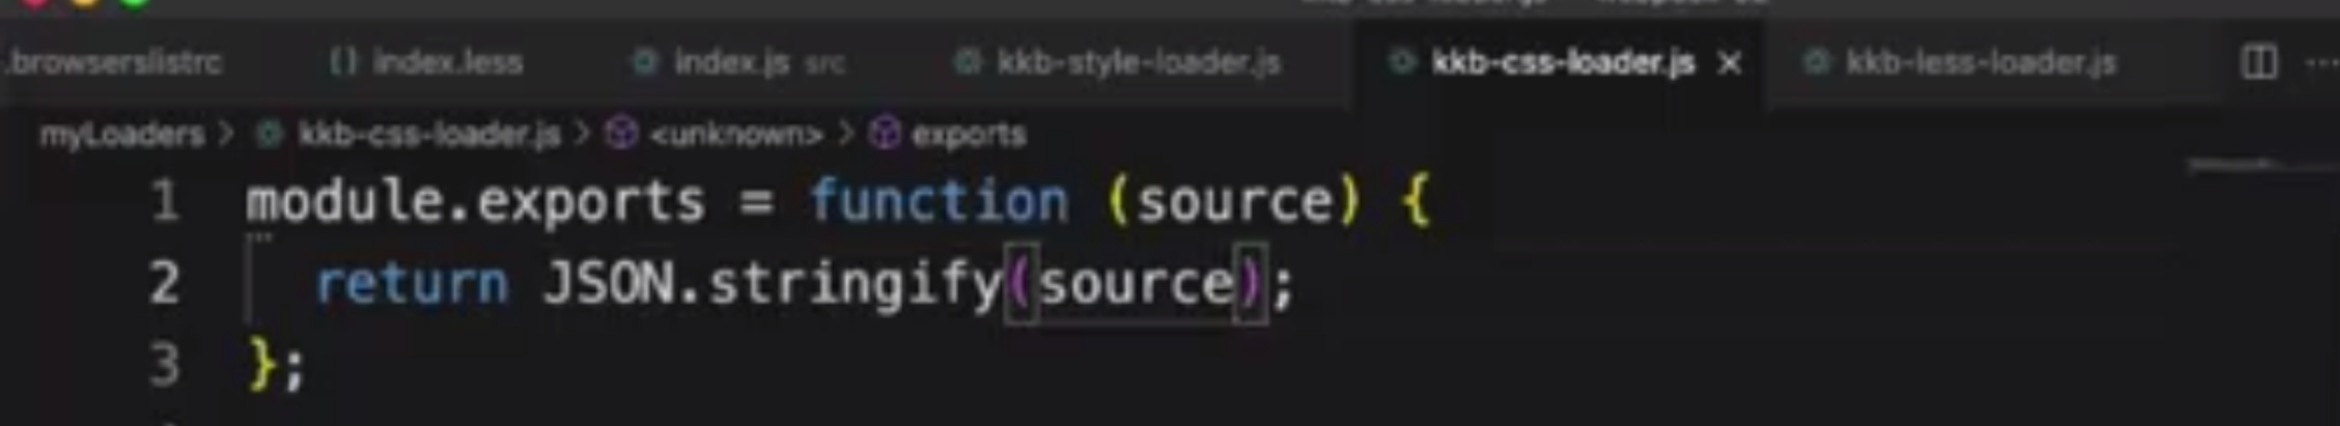 .browserslistrc {} index.less index.js src kkb-style-loader.js kkb-css-loader.js × kkb-less-loader.js ...
myLoaders > kkb-css-loader.js > <unknown> > exports
1 module.exports = function (source) {
2 return JSON.stringify(source);
3 };